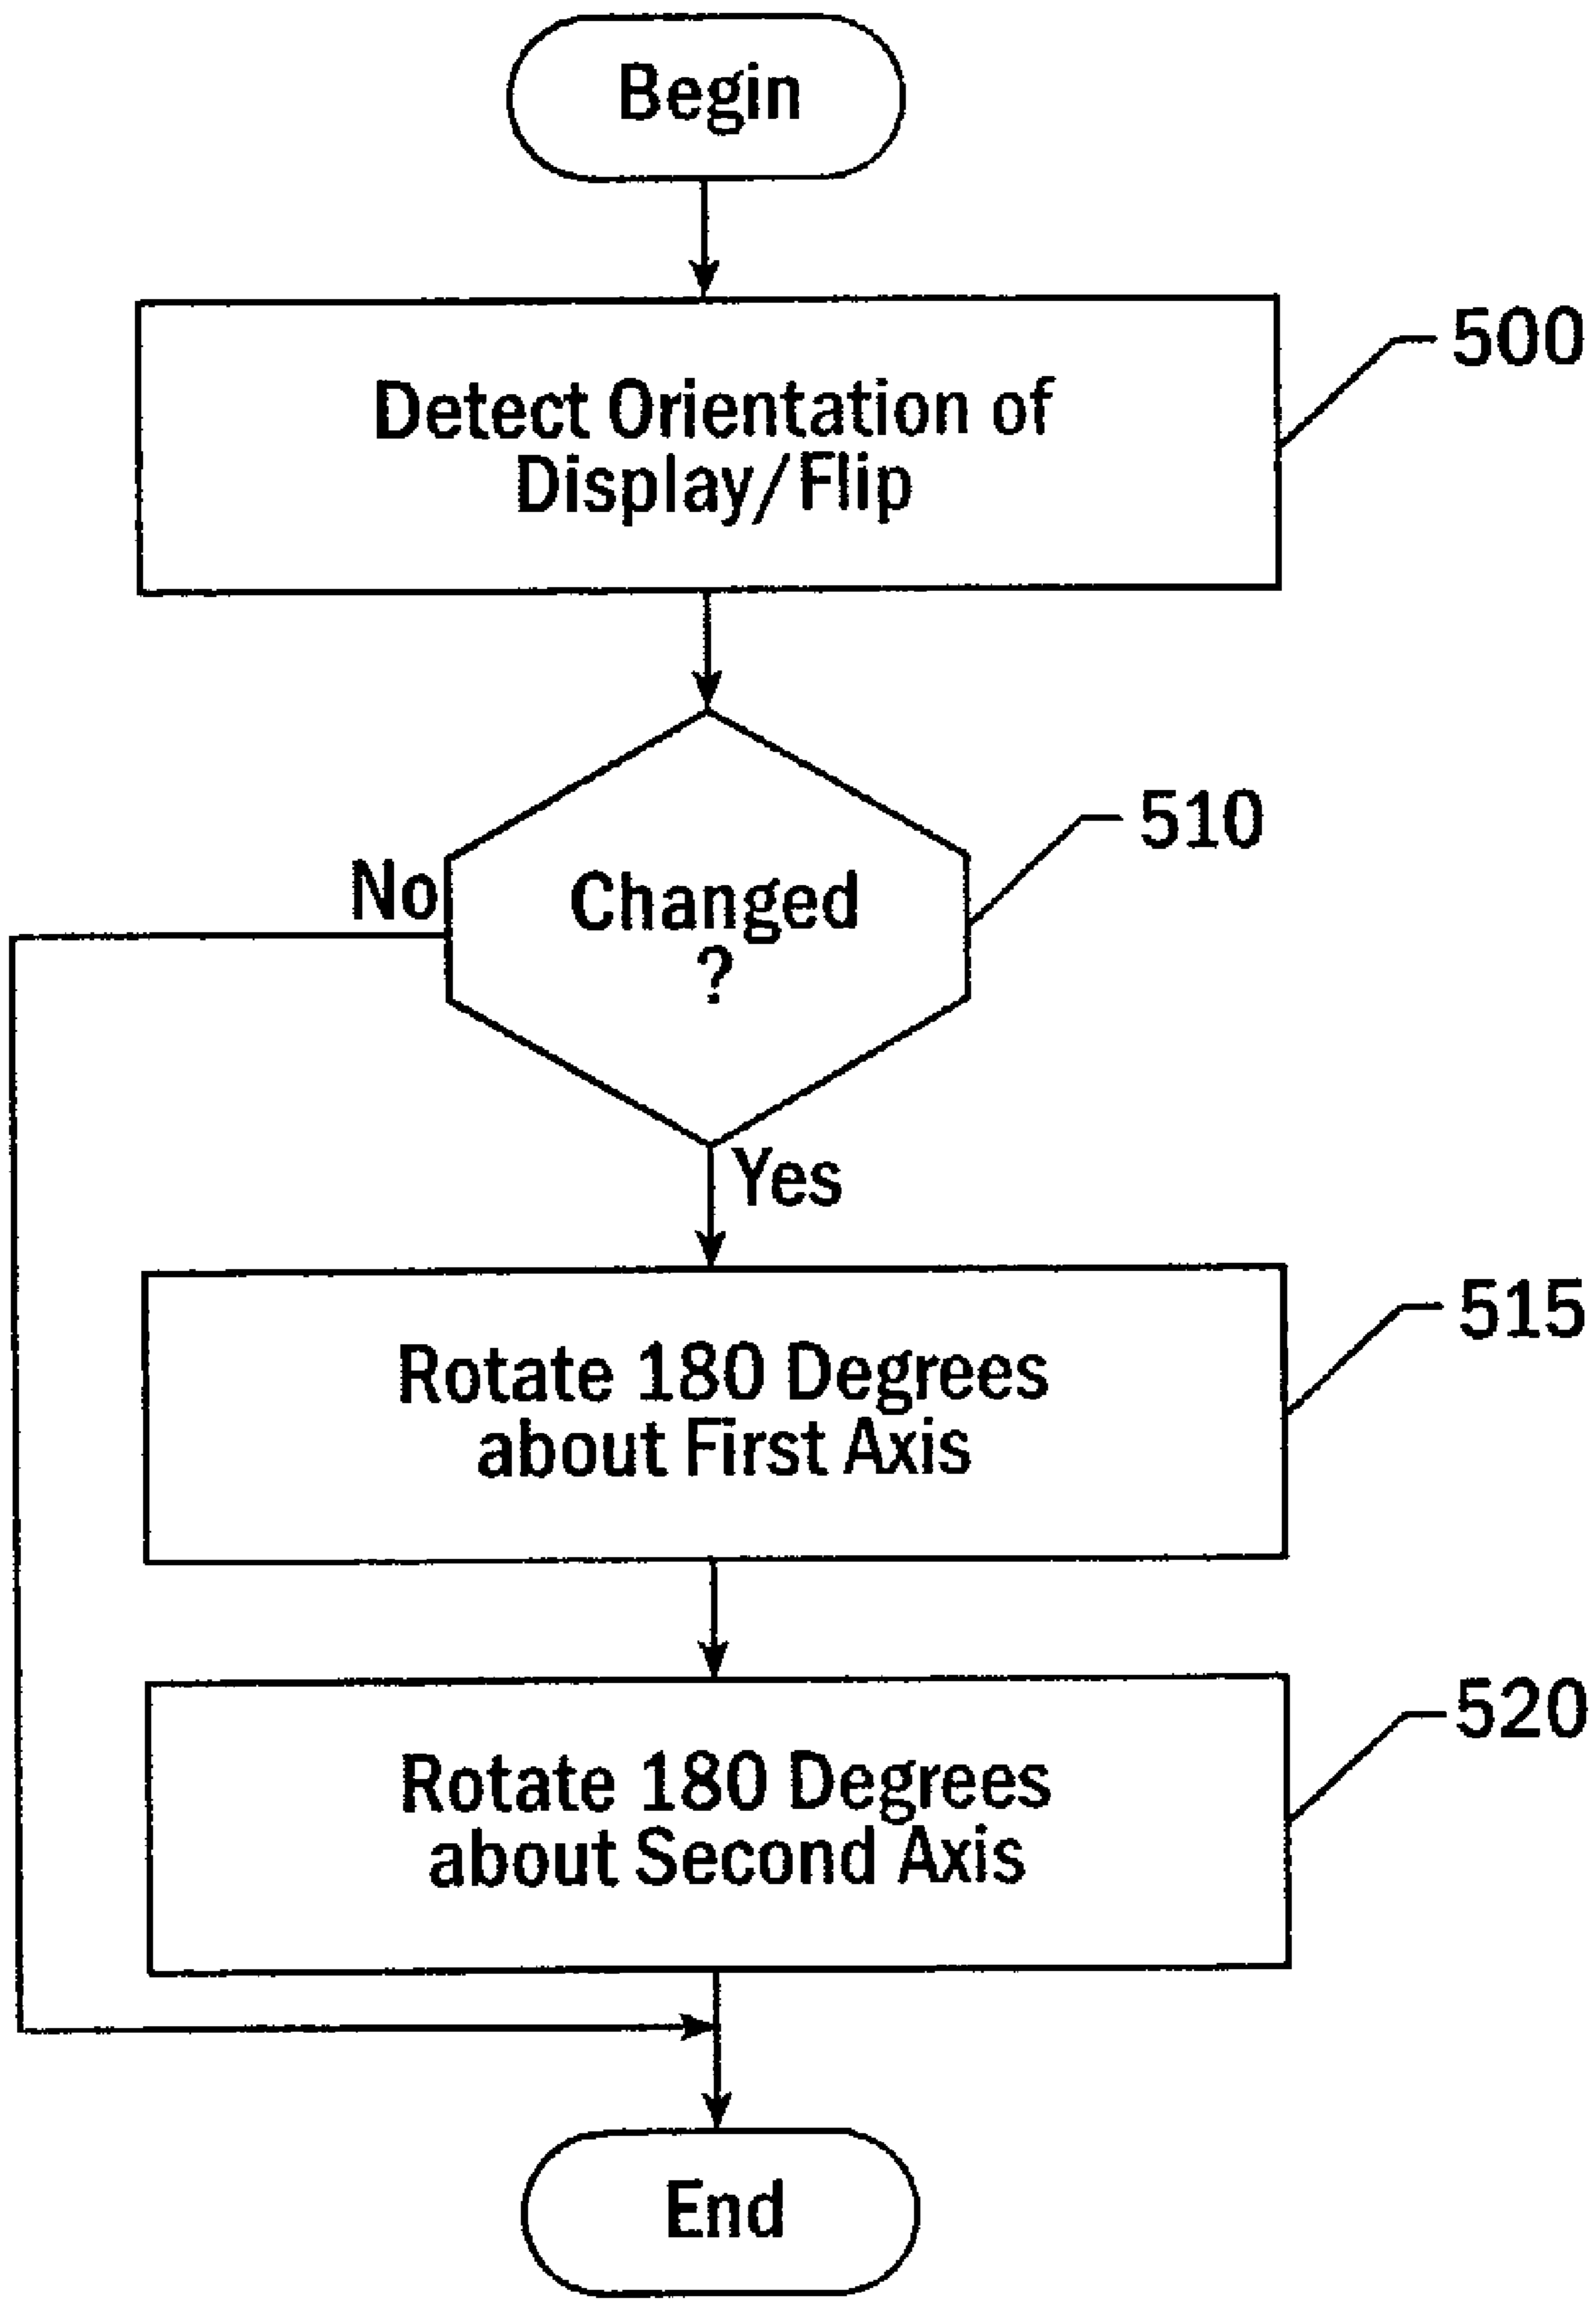 Begin
500
Detect Orientation of
Display/Flip
510
No
Changed
?
Yes
515
Rotate 180 Degrees
about First Axis
520
Rotate 180 Degrees
about Second Axis
End